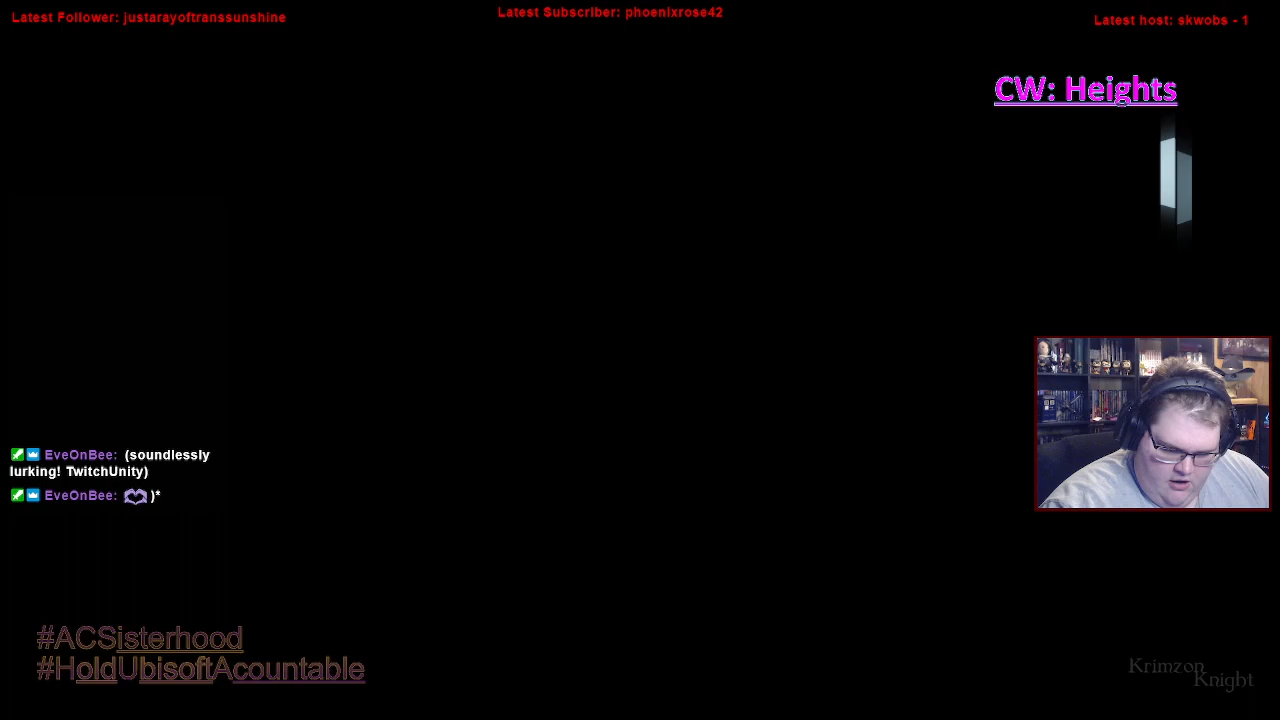 Latest Follower: justarayoftranssunshine
Latest Subscriber: phoenixrose42
Latest host: skwobs - 1
CW: Heights
EveOnBee: (soundlessly
lurking! TwitchUnity)
EveOnBee: )*
#ACSisterhood
#HoldUbisoftAcountable
Krimzon
Knight